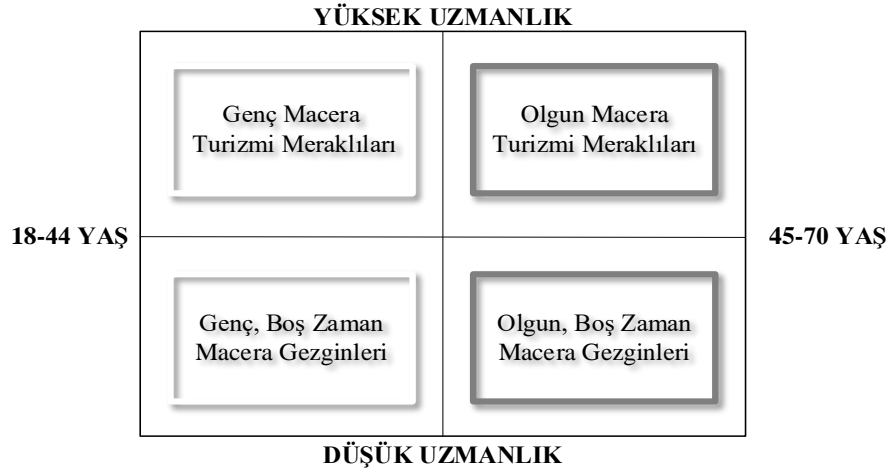 YÜKSEK UZMANLIK
Genç Macera
Turizmi Meraklıları
Olgun Macera
Turizmi Meraklıları
18-44 YAŞ
45-70 YAŞ
Genç, Boş Zaman
Macera Gezginleri
Olgun, Boş Zaman
Macera Gezginleri
DÜŞÜK UZMANLIK